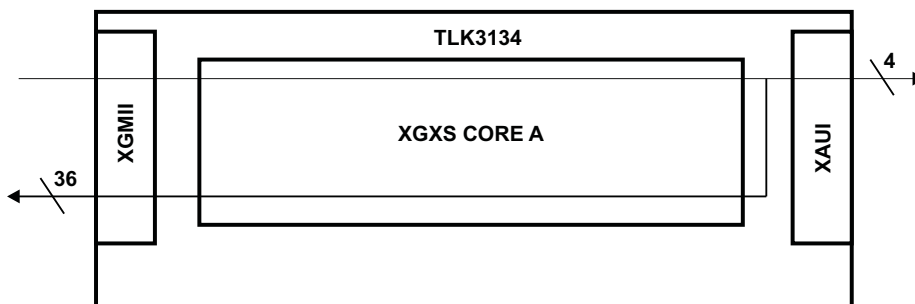 TLK3134
4
XGMII
XGXS CORE A
XAUI
36